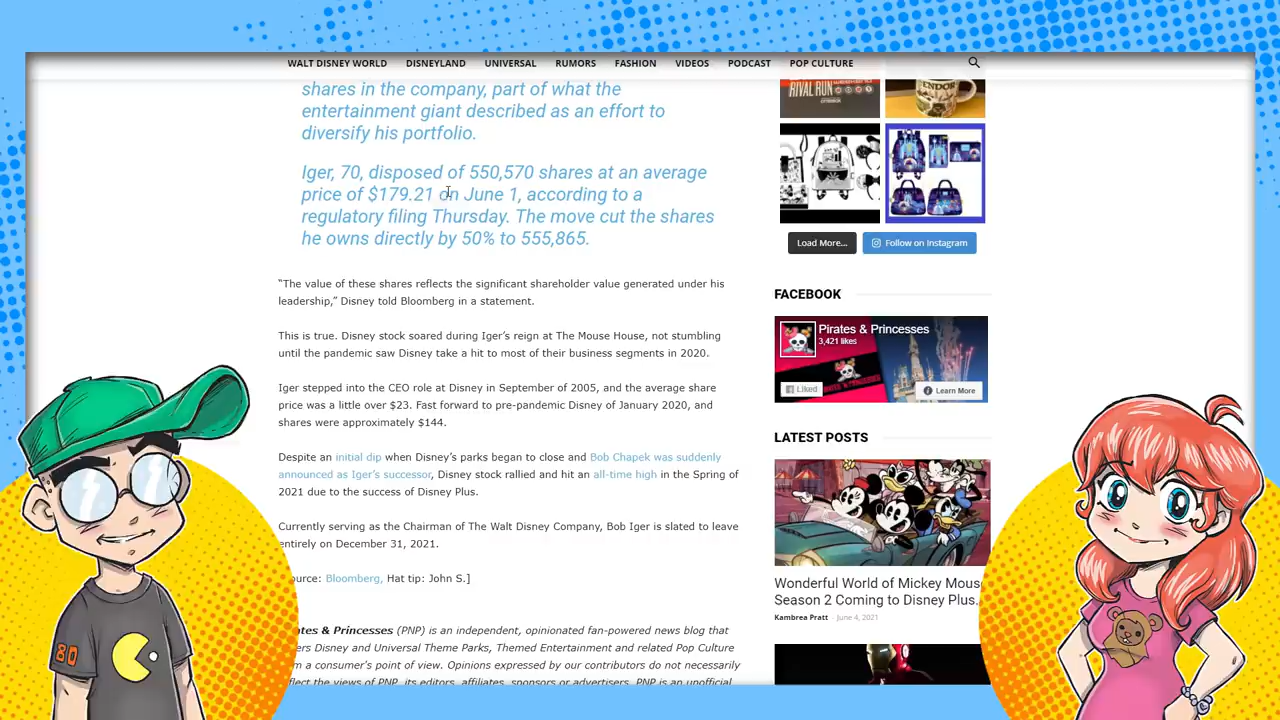 WALT DISNEY WORLD DISNEYLAND UNIVERSAL RUMORS FASHION VIDEOS PODCAST POP CULTURE
shares in the company, part of what the
entertainment giant described as an effort to
diversify his portfolio.
Iger, 70, disposed of 550,570 shares at an average
price of $179.21 on June 1, according to a
regulatory filing Thursday. The move cut the shares
he owns directly by 50% to 555,865.
“The value of these shares reflects the significant shareholder value generated under his
leadership,” Disney told Bloomberg in a statement.
This is true. Disney stock soared during Iger’s reign at The Mouse House, not stumbling
until the pandemic saw Disney take a hit to most of their business segments in 2020.
Iger stepped into the CEO role at Disney in September of 2005, and the average share
price was a little over $23. Fast forward to pre-pandemic Disney of January 2020, and
shares were approximately $144.
Despite an initial dip when Disney’s parks began to close and Bob Chapek was suddenly
announced as Iger’s successor, Disney stock rallied and hit an all-time high in the Spring of
2021 due to the success of Disney Plus.
Currently serving as the Chairman of The Walt Disney Company, Bob Iger is slated to leave
entirely on December 31, 2021.
ource: Bloomberg, Hat tip: John S.]
ates & Princesses (PNP) is an independent, opinionated fan-powered news blog that
ers Disney and Universal Theme Parks, Themed Entertainment and related Pop Culture
m a consumer’s point of view. Opinions expressed by our contributors do not necessarily
flect the views of PNP, its editors, affiliates, sponsors or advertisers. PNP is an unofficial
RIVAL RUN
ENDOR
Load More...
Follow on Instagram
FACEBOOK
Pirates & Princesses
3,421 likes
Liked
Learn More
LATEST POSTS
Wonderful World of Mickey Mous
Season 2 Coming to Disney Plus.
Kambrea Pratt - June 4, 2021
80